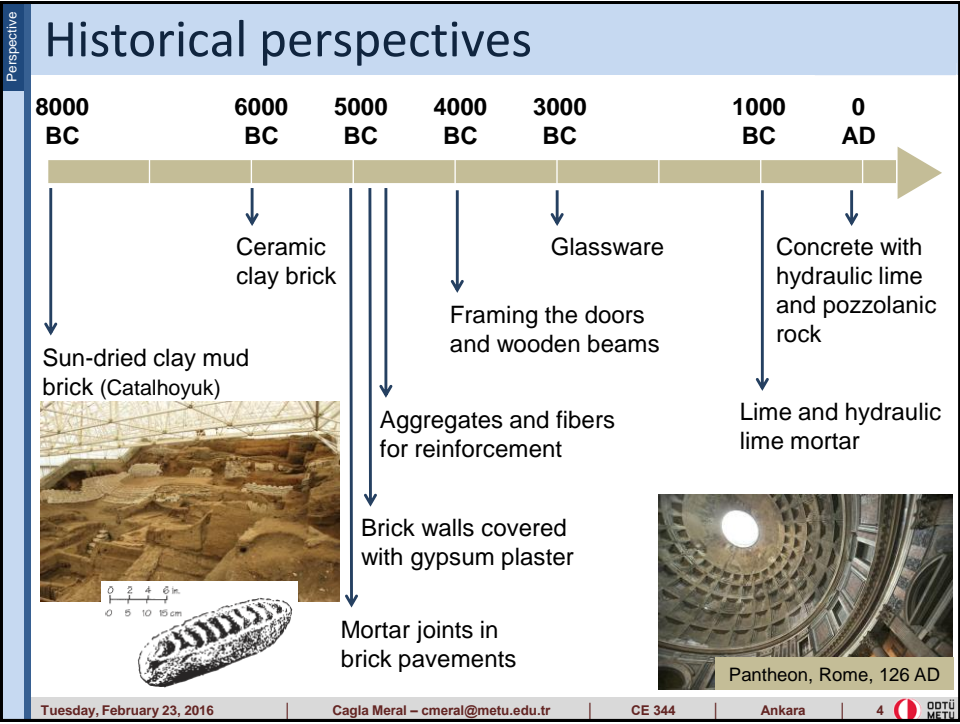 Perspective
Historical perspectives
8000 6000 5000 4000 3000 1000 0
BC BC BC BC BC BC AD
Ceramic
clay brick
Glassware
Concrete with
hydraulic lime
and pozzolanic
rock
Framing the doors
and wooden beams
Sun-dried clay mud
brick (Catalhoyuk)
Aggregates and fibers
for reinforcement
Lime and hydraulic
lime mortar
Brick walls covered
with gypsum plaster
0 2 4 6 in.
0 5 10 15 cm
Mortar joints in
brick pavements
Pantheon, Rome, 126 AD
Tuesday, February 23, 2016 | Cagla Meral – cmeral@metu.edu.tr | CE 344 | Ankara | 4
ODTÜ
METU